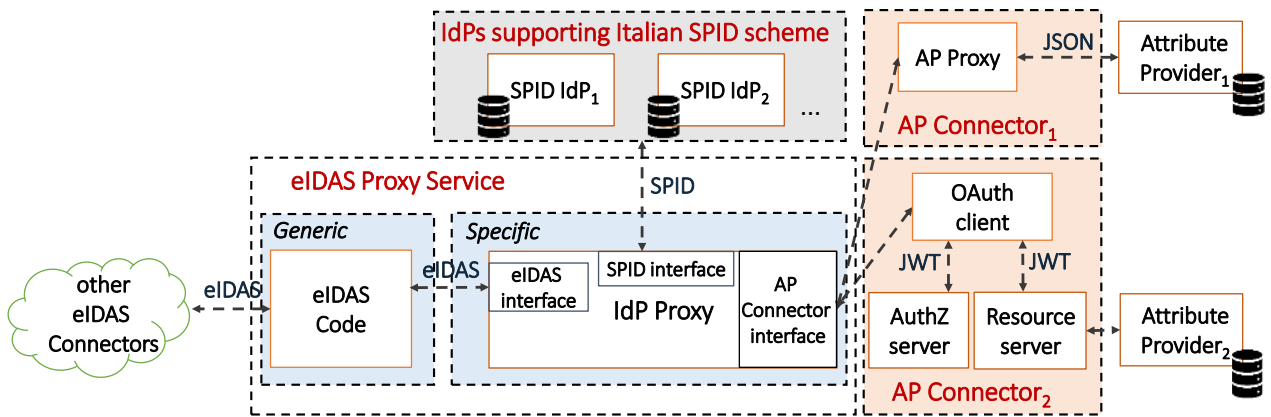 IdPs supporting Italian SPID scheme
SPID IdP1
SPID IdP2
...
AP Proxy
JSON
Attribute
Provider1
AP Connector1
eIDAS Proxy Service
SPID
Generic
Specific
other
eIDAS
Connectors
eIDAS
eIDAS
Code
eIDAS
eIDAS
interface
SPID interface
IdP Proxy
AP
Connector
interface
OAuth
client
JWT
JWT
AuthZ
server
Resource
server
Attribute
Provider2
AP Connector2